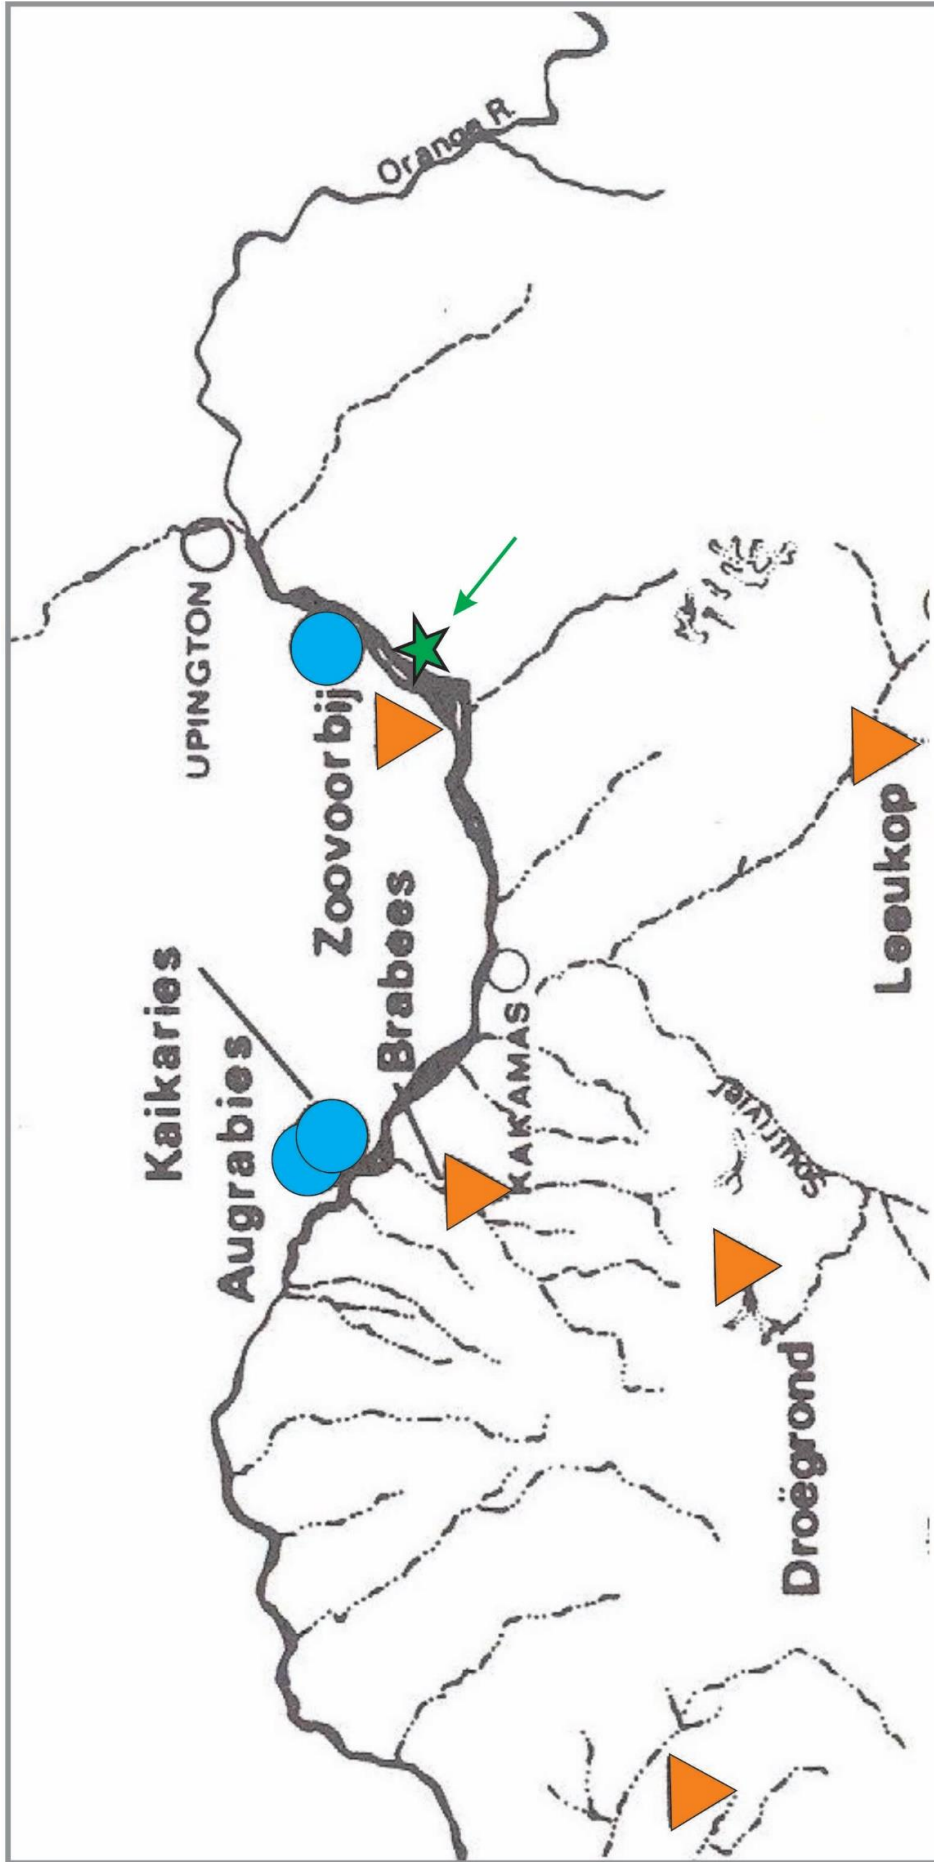 Orange R.
UPINGTON
Zoovoorbij
Brabees
Kaikaries
Augrabies
KAKAMAS
Leeukop
Droëgrond